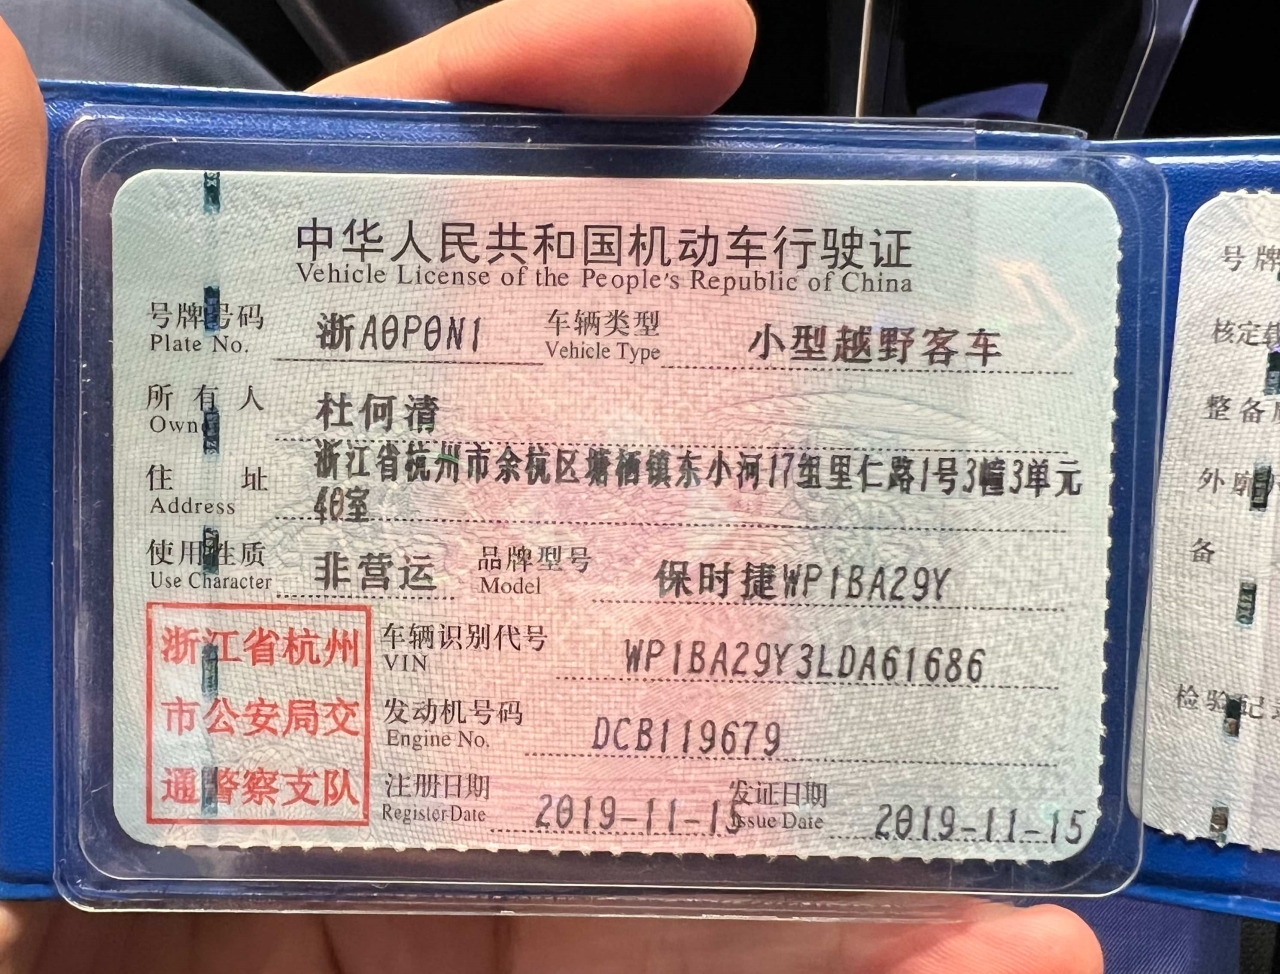 中华人民共和国机动车行驶证
Vehicle License of the People's Republic of China
号牌号码 浙A0P0N1 车辆类型 小型越野客车
Plate No. Vehicle Type
所有人 杜何清
Owner
住址 浙江省杭州市余杭区塘栖镇东小河17组里仁路1号3幢3单元
Address 40室
使用性质 非营运 品牌型号 保时捷WP1BA29Y
Use Character Model
浙江省杭州
市公安局交
通警察支队
车辆识别代号 WP1BA29Y3LDA61686
VIN
发动机号码 DCB119679
Engine No.
注册日期 2019-11-15 发证日期 2019-11-15
Register Date Issue Date
号牌
核定
整备
外廓
备
检验记